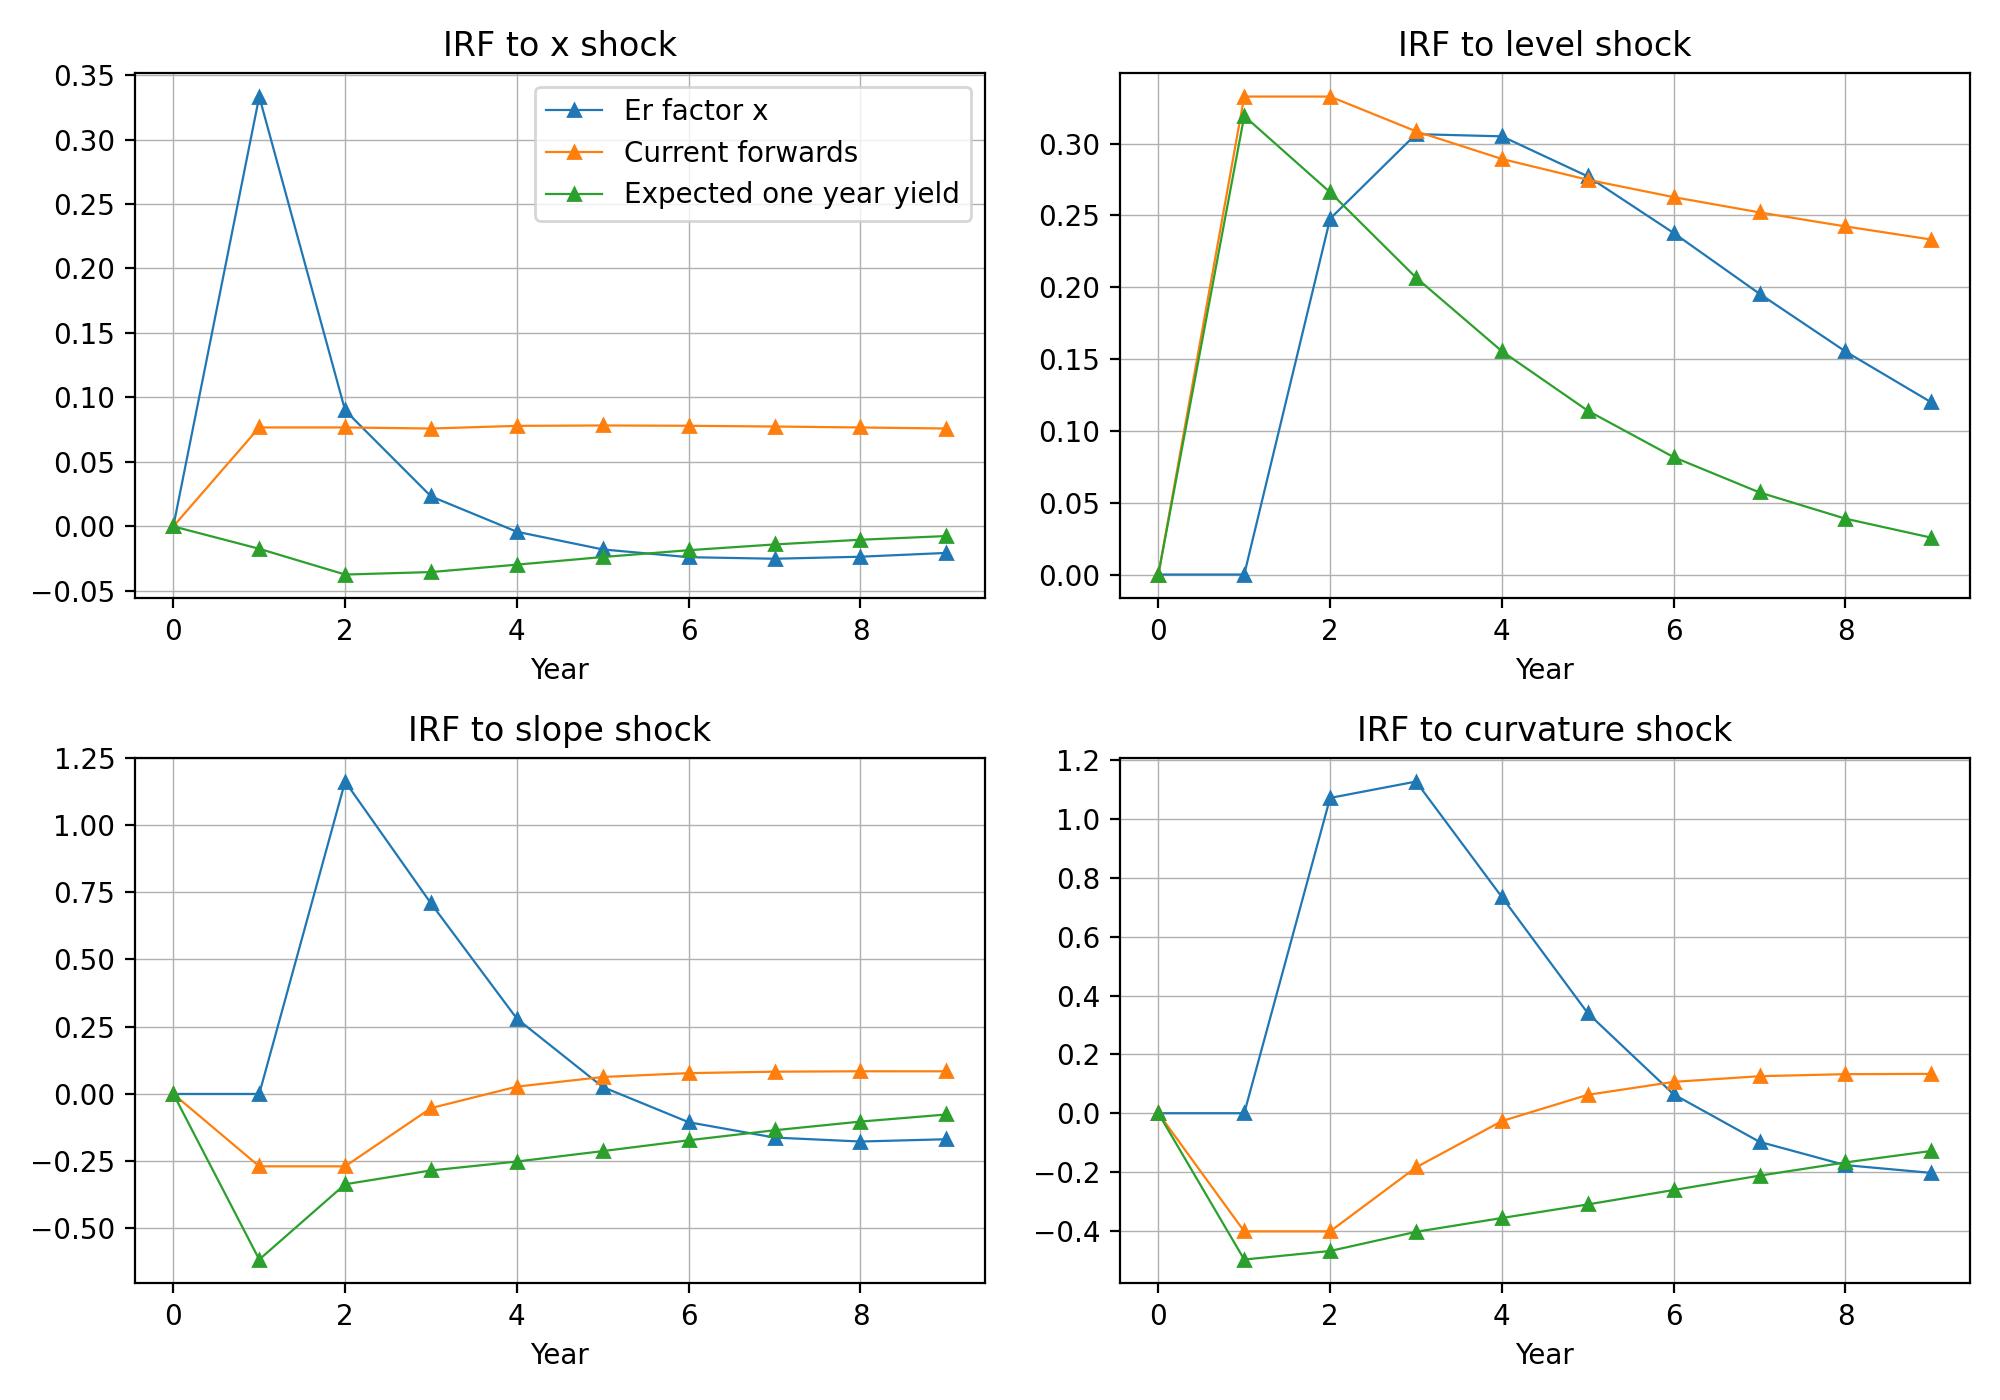 IRF to x shock
0.35
0.30
0.25
0.20
0.15
0.10
0.05
0.00
−0.05
Er factor x
Current forwards
Expected one year yield
0 2 4 6 8
Year
IRF to level shock
0.30
0.25
0.20
0.15
0.10
0.05
0.00
0 2 4 6 8
Year
IRF to slope shock
1.25
1.00
0.75
0.50
0.25
0.00
−0.25
−0.50
0 2 4 6 8
Year
IRF to curvature shock
1.2
1.0
0.8
0.6
0.4
0.2
0.0
−0.2
−0.4
0 2 4 6 8
Year